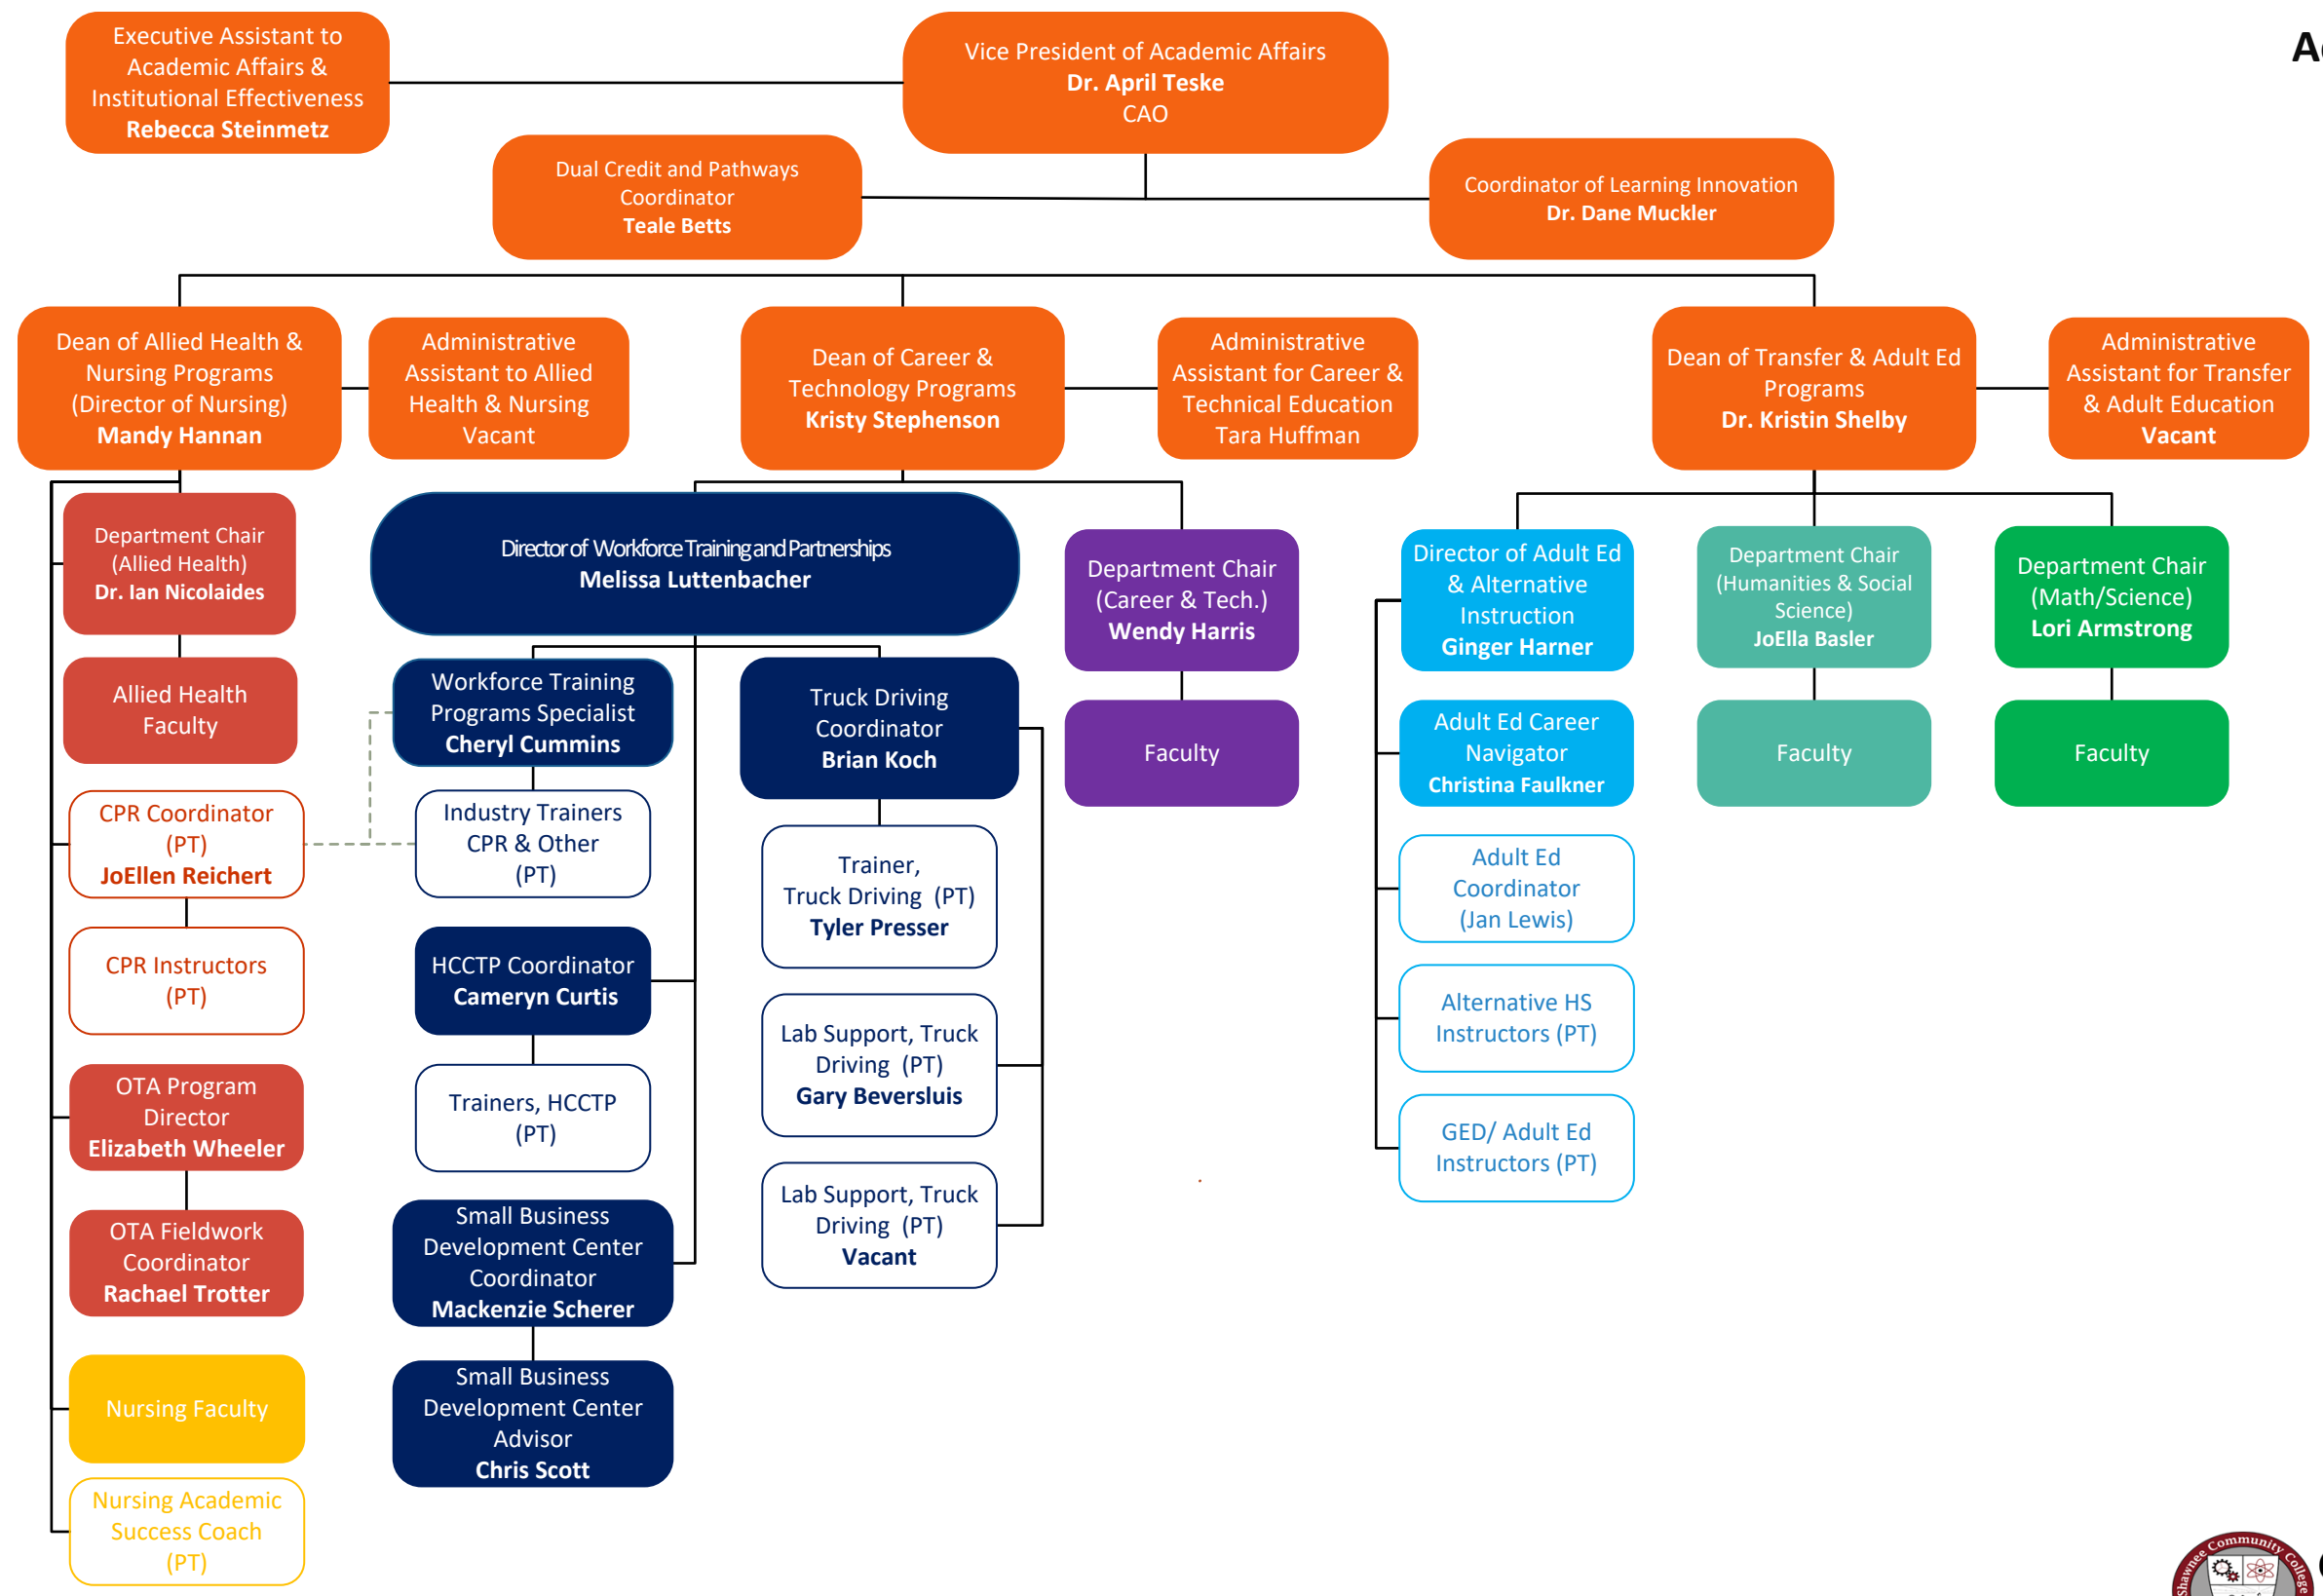 Executive Assistant to
Academic Affairs &
Institutional Effectiveness
Rebecca Steinmetz
Vice President of Academic Affairs
Dr. April Teske
CAO
Dual Credit and Pathways
Coordinator
Teale Betts
Coordinator of Learning Innovation
Dr. Dane Muckler
Dean of Allied Health &
Nursing Programs
(Director of Nursing)
Mandy Hannan
Administrative
Assistant to Allied
Health & Nursing
Vacant
Dean of Career &
Technology Programs
Kristy Stephenson
Administrative
Assistant for Career &
Technical Education
Tara Huffman
Dean of Transfer & Adult Ed
Programs
Dr. Kristin Shelby
Administrative
Assistant for Transfer
& Adult Education
Vacant
Department Chair
(Allied Health)
Dr. Ian Nicolaides
Allied Health
Faculty
CPR Coordinator
(PT)
JoEllen Reichert
CPR Instructors
(PT)
OTA Program
Director
Elizabeth Wheeler
OTA Fieldwork
Coordinator
Rachael Trotter
Nursing Faculty
Nursing Academic
Success Coach
(PT)
Director of Workforce Training and Partnerships
Melissa Luttenbacher
Workforce Training
Programs Specialist
Cheryl Cummins
Industry Trainers
CPR & Other
(PT)
HCCTP Coordinator
Cameryn Curtis
Trainers, HCCTP
(PT)
Small Business
Development Center
Coordinator
Mackenzie Scherer
Small Business
Development Center
Advisor
Chris Scott
Truck Driving
Coordinator
Brian Koch
Trainer,
Truck Driving (PT)
Tyler Presser
Lab Support, Truck
Driving (PT)
Gary Beversluis
Lab Support, Truck
Driving (PT)
Vacant
Department Chair
(Career & Tech.)
Wendy Harris
Faculty
Director of Adult Ed
& Alternative
Instruction
Ginger Harner
Adult Ed Career
Navigator
Christina Faulkner
Adult Ed
Coordinator
(Jan Lewis)
Alternative HS
Instructors (PT)
GED/ Adult Ed
Instructors (PT)
Department Chair
(Humanities & Social
Science)
JoElla Basler
Faculty
Department Chair
(Math/Science)
Lori Armstrong
Faculty
Shawnee Community College